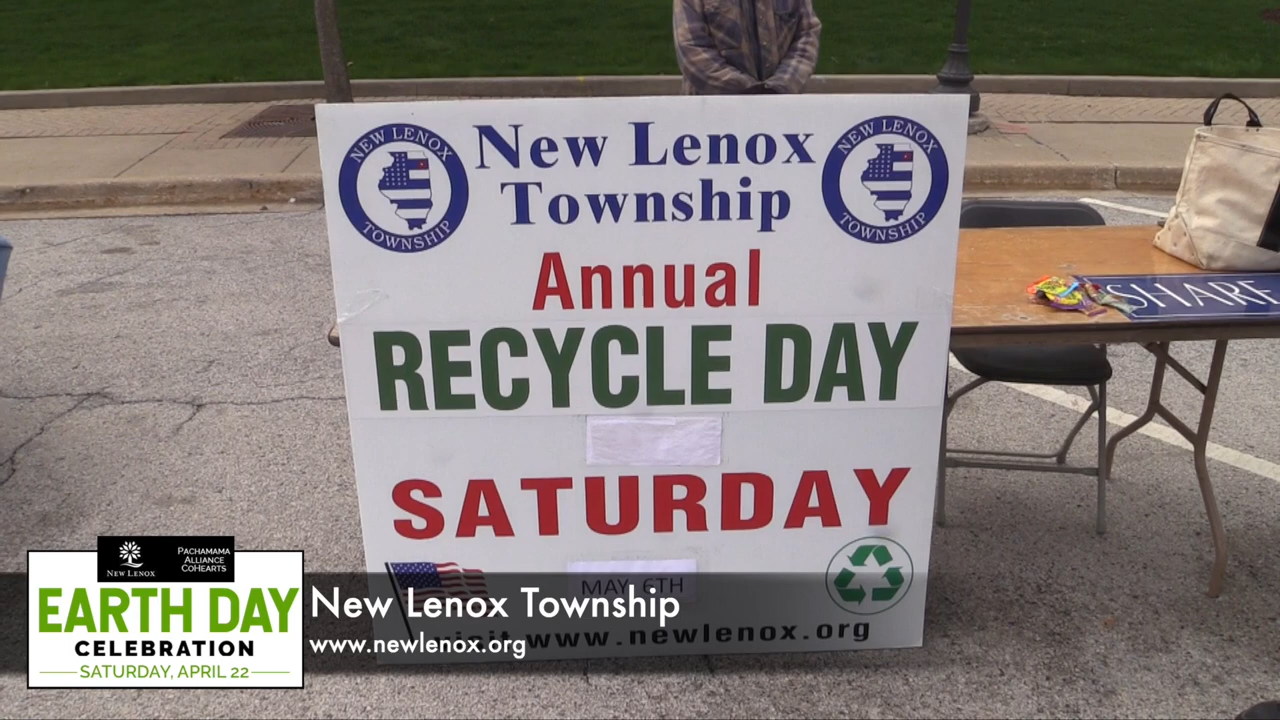 NEW LENOX
TOWNSHIP
New Lenox
Township
NEW LENOX
TOWNSHIP
Annual
RECYCLE DAY
SATURDAY
MAY 6TH
visit www.newlenox.org
SHARE
NEW LENOX
PACHAMAMA
ALLIANCE
COHEARTS
EARTH DAY
CELEBRATION
SATURDAY, APRIL 22
New Lenox Township
www.newlenox.org